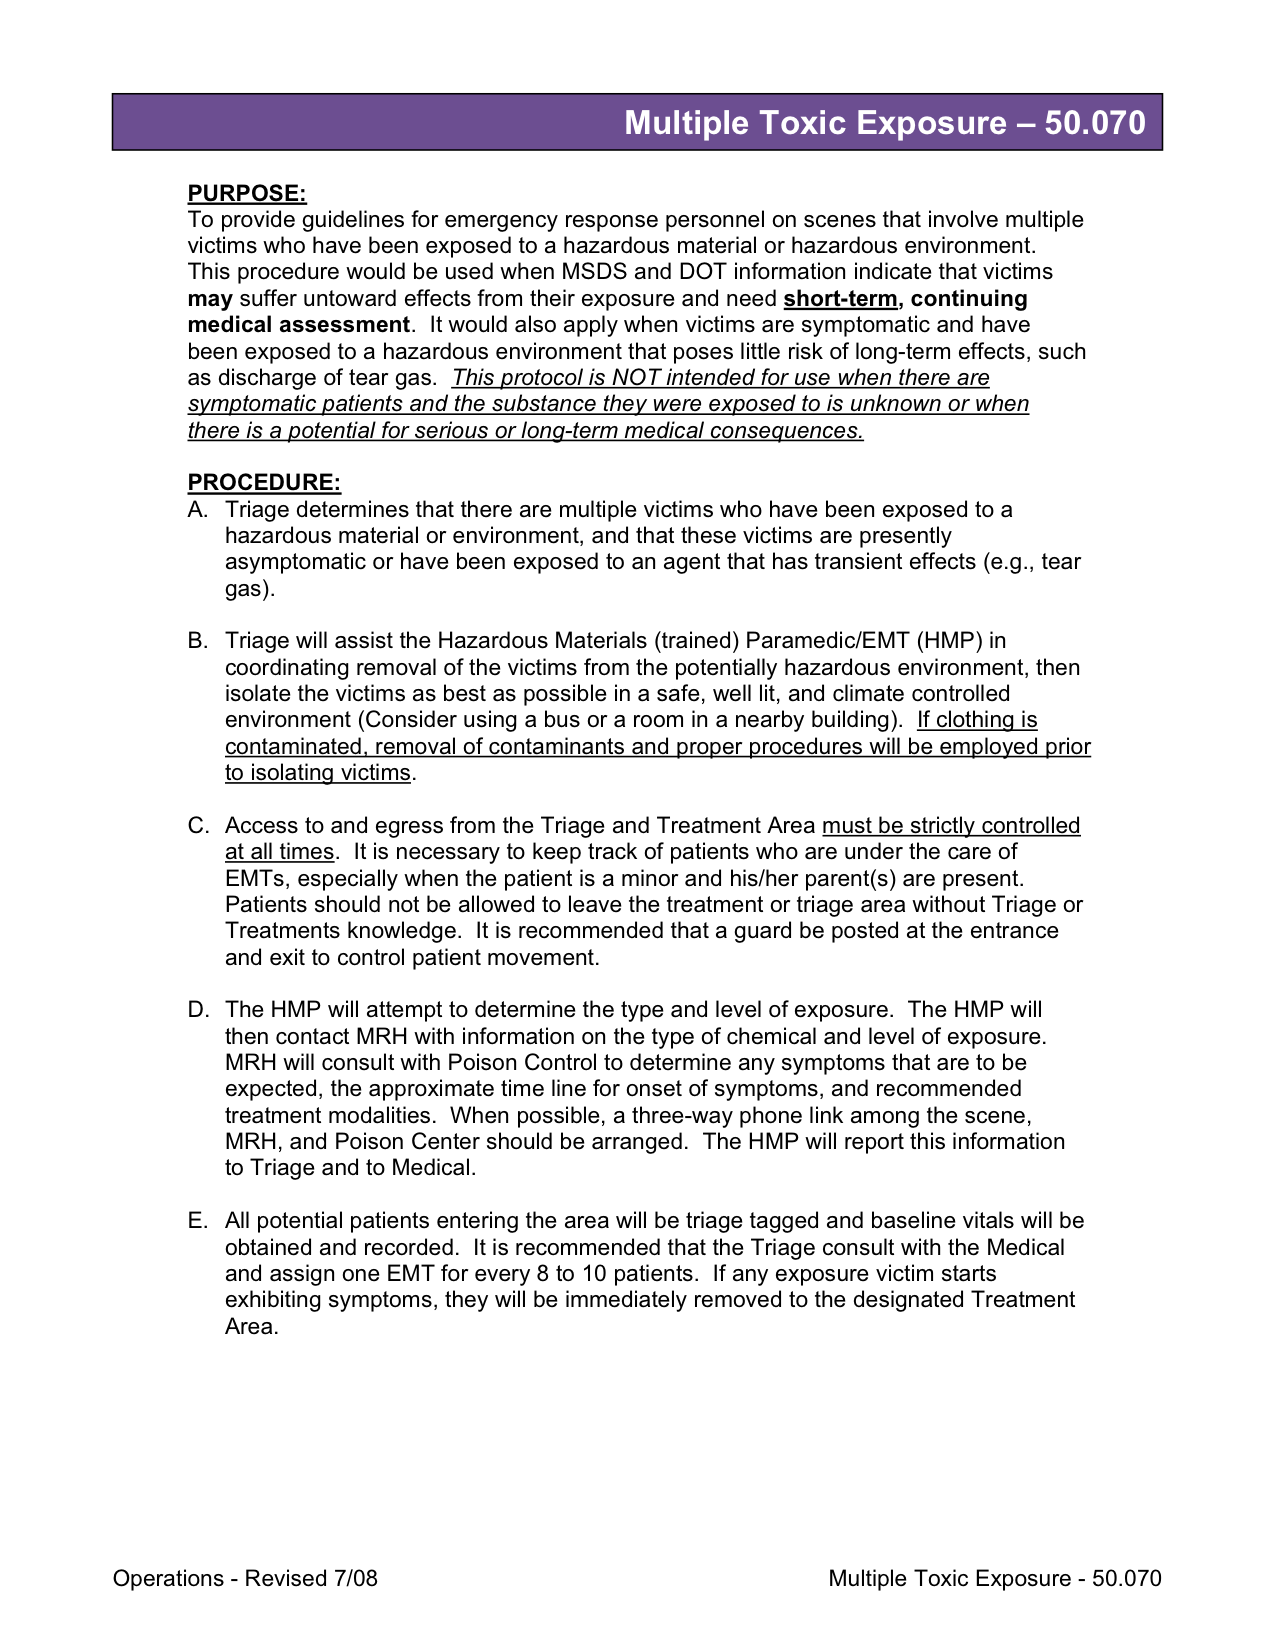 Multiple Toxic Exposure – 50.070
PURPOSE:
To provide guidelines for emergency response personnel on scenes that involve multiple
victims who have been exposed to a hazardous material or hazardous environment.
This procedure would be used when MSDS and DOT information indicate that victims
may suffer untoward effects from their exposure and need short-term, continuing
medical assessment.  It would also apply when victims are symptomatic and have
been exposed to a hazardous environment that poses little risk of long-term effects, such
as discharge of tear gas.  This protocol is NOT intended for use when there are
symptomatic patients and the substance they were exposed to is unknown or when
there is a potential for serious or long-term medical consequences.
PROCEDURE:
A. Triage determines that there are multiple victims who have been exposed to a
hazardous material or environment, and that these victims are presently
asymptomatic or have been exposed to an agent that has transient effects (e.g., tear
gas).
B. Triage will assist the Hazardous Materials (trained) Paramedic/EMT (HMP) in
coordinating removal of the victims from the potentially hazardous environment, then
isolate the victims as best as possible in a safe, well lit, and climate controlled
environment (Consider using a bus or a room in a nearby building).  If clothing is
contaminated, removal of contaminants and proper procedures will be employed prior
to isolating victims.
C. Access to and egress from the Triage and Treatment Area must be strictly controlled
at all times.  It is necessary to keep track of patients who are under the care of
EMTs, especially when the patient is a minor and his/her parent(s) are present.
Patients should not be allowed to leave the treatment or triage area without Triage or
Treatments knowledge.  It is recommended that a guard be posted at the entrance
and exit to control patient movement.
D. The HMP will attempt to determine the type and level of exposure.  The HMP will
then contact MRH with information on the type of chemical and level of exposure.
MRH will consult with Poison Control to determine any symptoms that are to be
expected, the approximate time line for onset of symptoms, and recommended
treatment modalities.  When possible, a three-way phone link among the scene,
MRH, and Poison Center should be arranged.  The HMP will report this information
to Triage and to Medical.
E. All potential patients entering the area will be triage tagged and baseline vitals will be
obtained and recorded.  It is recommended that the Triage consult with the Medical
and assign one EMT for every 8 to 10 patients.  If any exposure victim starts
exhibiting symptoms, they will be immediately removed to the designated Treatment
Area.
Operations - Revised 7/08
Multiple Toxic Exposure - 50.070